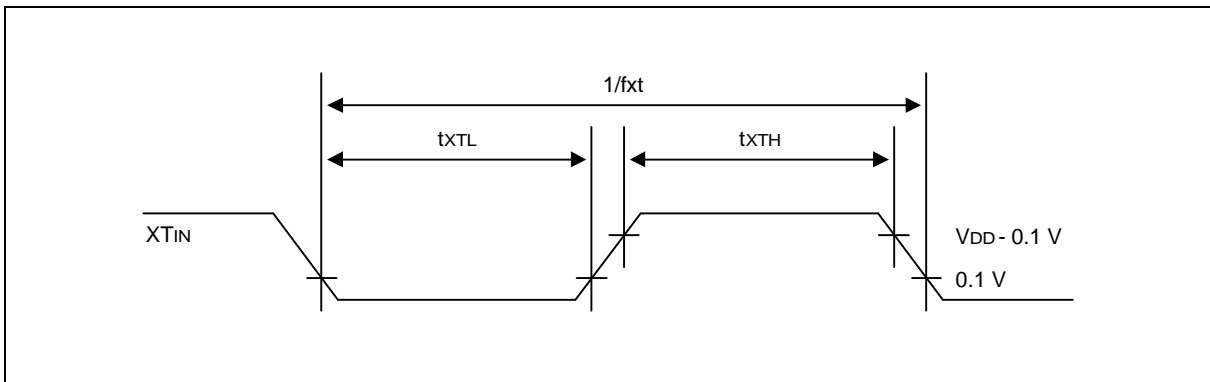 1/fxt
tXTL
tXTH
XTIN
VDD - 0.1 V
0.1 V